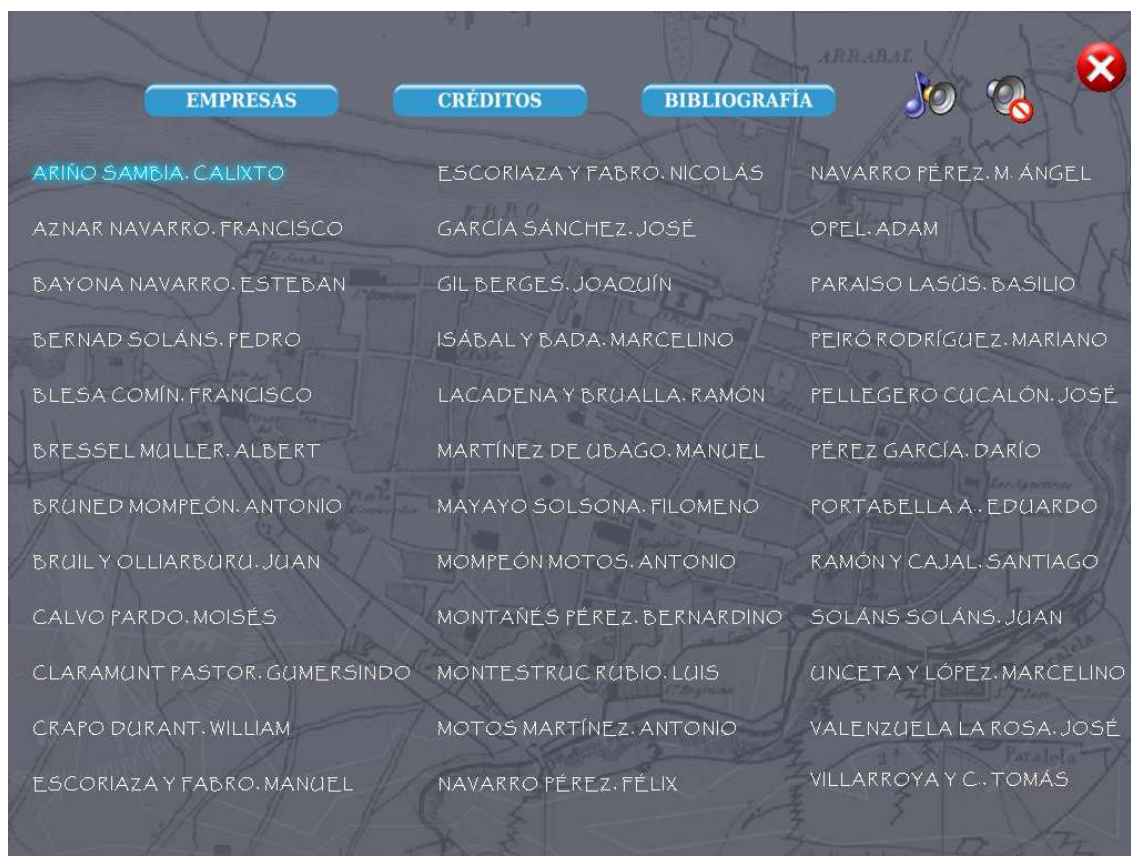 ARRABAL
EMPRESAS
CRÉDITOS
BIBLIOGRAFÍA
ARIÑO SAMBIA. CALIXTO
AZNAR NAVARRO. FRANCISCO
BAYONA NAVARRO. ESTEBAN
BERNAD SOLÁNS. PEDRO
BLESA COMÍN. FRANCISCO
BRESSEL MULLER. ALBERT
BRUNED MOMPEÓN. ANTONIO
BRUIL Y OLLIARBURU. JUAN
CALVO PARDO. MOISÉS
CLARAMUNT PASTOR. GUMERSINDO
CRAPO DURANT. WILLIAM
ESCORIAZA Y FABRO. MANUEL
ESCORIAZA Y FABRO. NICOLÁS
GARCÍA SÁNCHEZ. JOSÉ
GIL BERGES. JOAQUÍN
ISÁBAL Y BADA. MARCELINO
LACADENA Y BRUALLA. RAMÓN
MARTÍNEZ DE UBAGO. MANUEL
MAYAYO SOLSONA. FILOMENO
MOMPEÓN MOTOS. ANTONIO
MONTAÑÉS PÉREZ. BERNARDINO
MONTESTRUC RUBIO. LUIS
MOTOS MARTÍNEZ. ANTONIO
NAVARRO PÉREZ. FÉLIX
NAVARRO PÉREZ. M. ÁNGEL
OPEL. ADAM
PARAISO LASÚS. BASILIO
PEIRÓ RODRÍGUEZ. MARIANO
PELLEGERO CUCALÓN. JOSÉ
PÉREZ GARCÍA. DARÍO
PORTABELLA A.. EDUARDO
RAMÓN Y CAJAL. SANTIAGO
SOLÁNS SOLÁNS. JUAN
UNCETA Y LÓPEZ. MARCELINO
VALENZUELA LA ROSA. JOSÉ
VILLARROYA Y C.. TOMÁS
EBRO